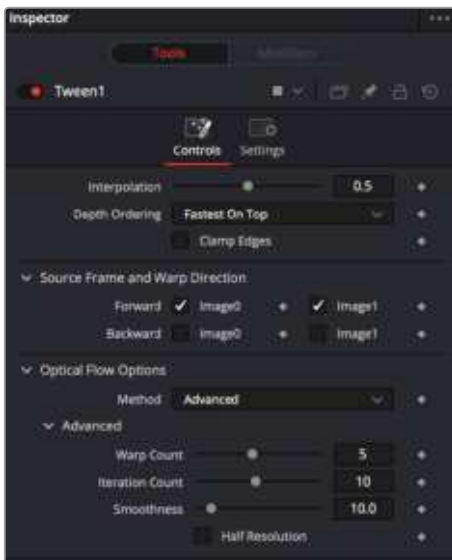 Inspector
Tools Modifiers
Tween1
Controls Settings
Interpolation 0.5
Depth Ordering Fastest On Top
Clamp Edges
Source Frame and Warp Direction
Forward Image0 Image1
Backward Image0 Image1
Optical Flow Options
Method Advanced
Advanced
Warp Count 5
Iteration Count 10
Smoothness 10.0
Half Resolution